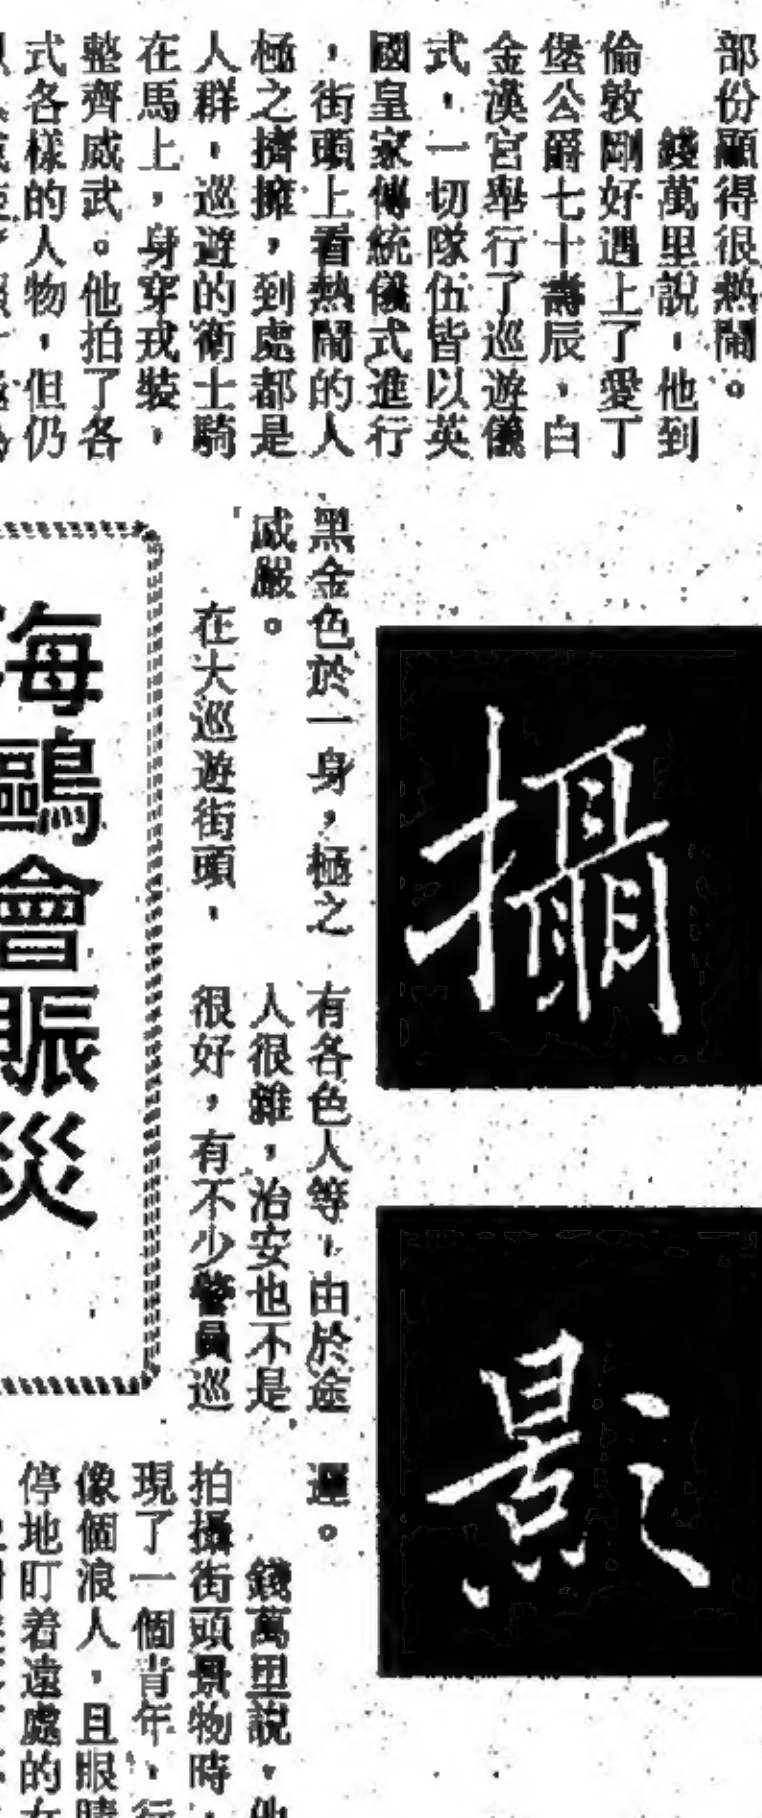 部份顯得很熱鬧。
錢萬里說，他到
倫敦剛好遇上了愛丁
堡公爵七十壽辰，白
金漢宮舉行了巡遊儀
式，一切隊伍皆以英
國皇家傳統儀式進行
，街頭上看熱鬧的人
極之擠擁，到處都是
人群，巡遊的衛士騎
在馬上，身穿戎裝，
整齊威武。他拍了各
式各樣的人物，但仍
攝
影
黑金色於一身，極之
威嚴。
在大巡遊街頭，
有各色人等，由於途
人很雜，治安也不是
很好，有不少警員巡
邏。
錢萬里說，他
拍攝街頭景物時，
現了一個青年，行
像個浪人，且眼睛
停地盯着遠處的女
海鷗會賑災